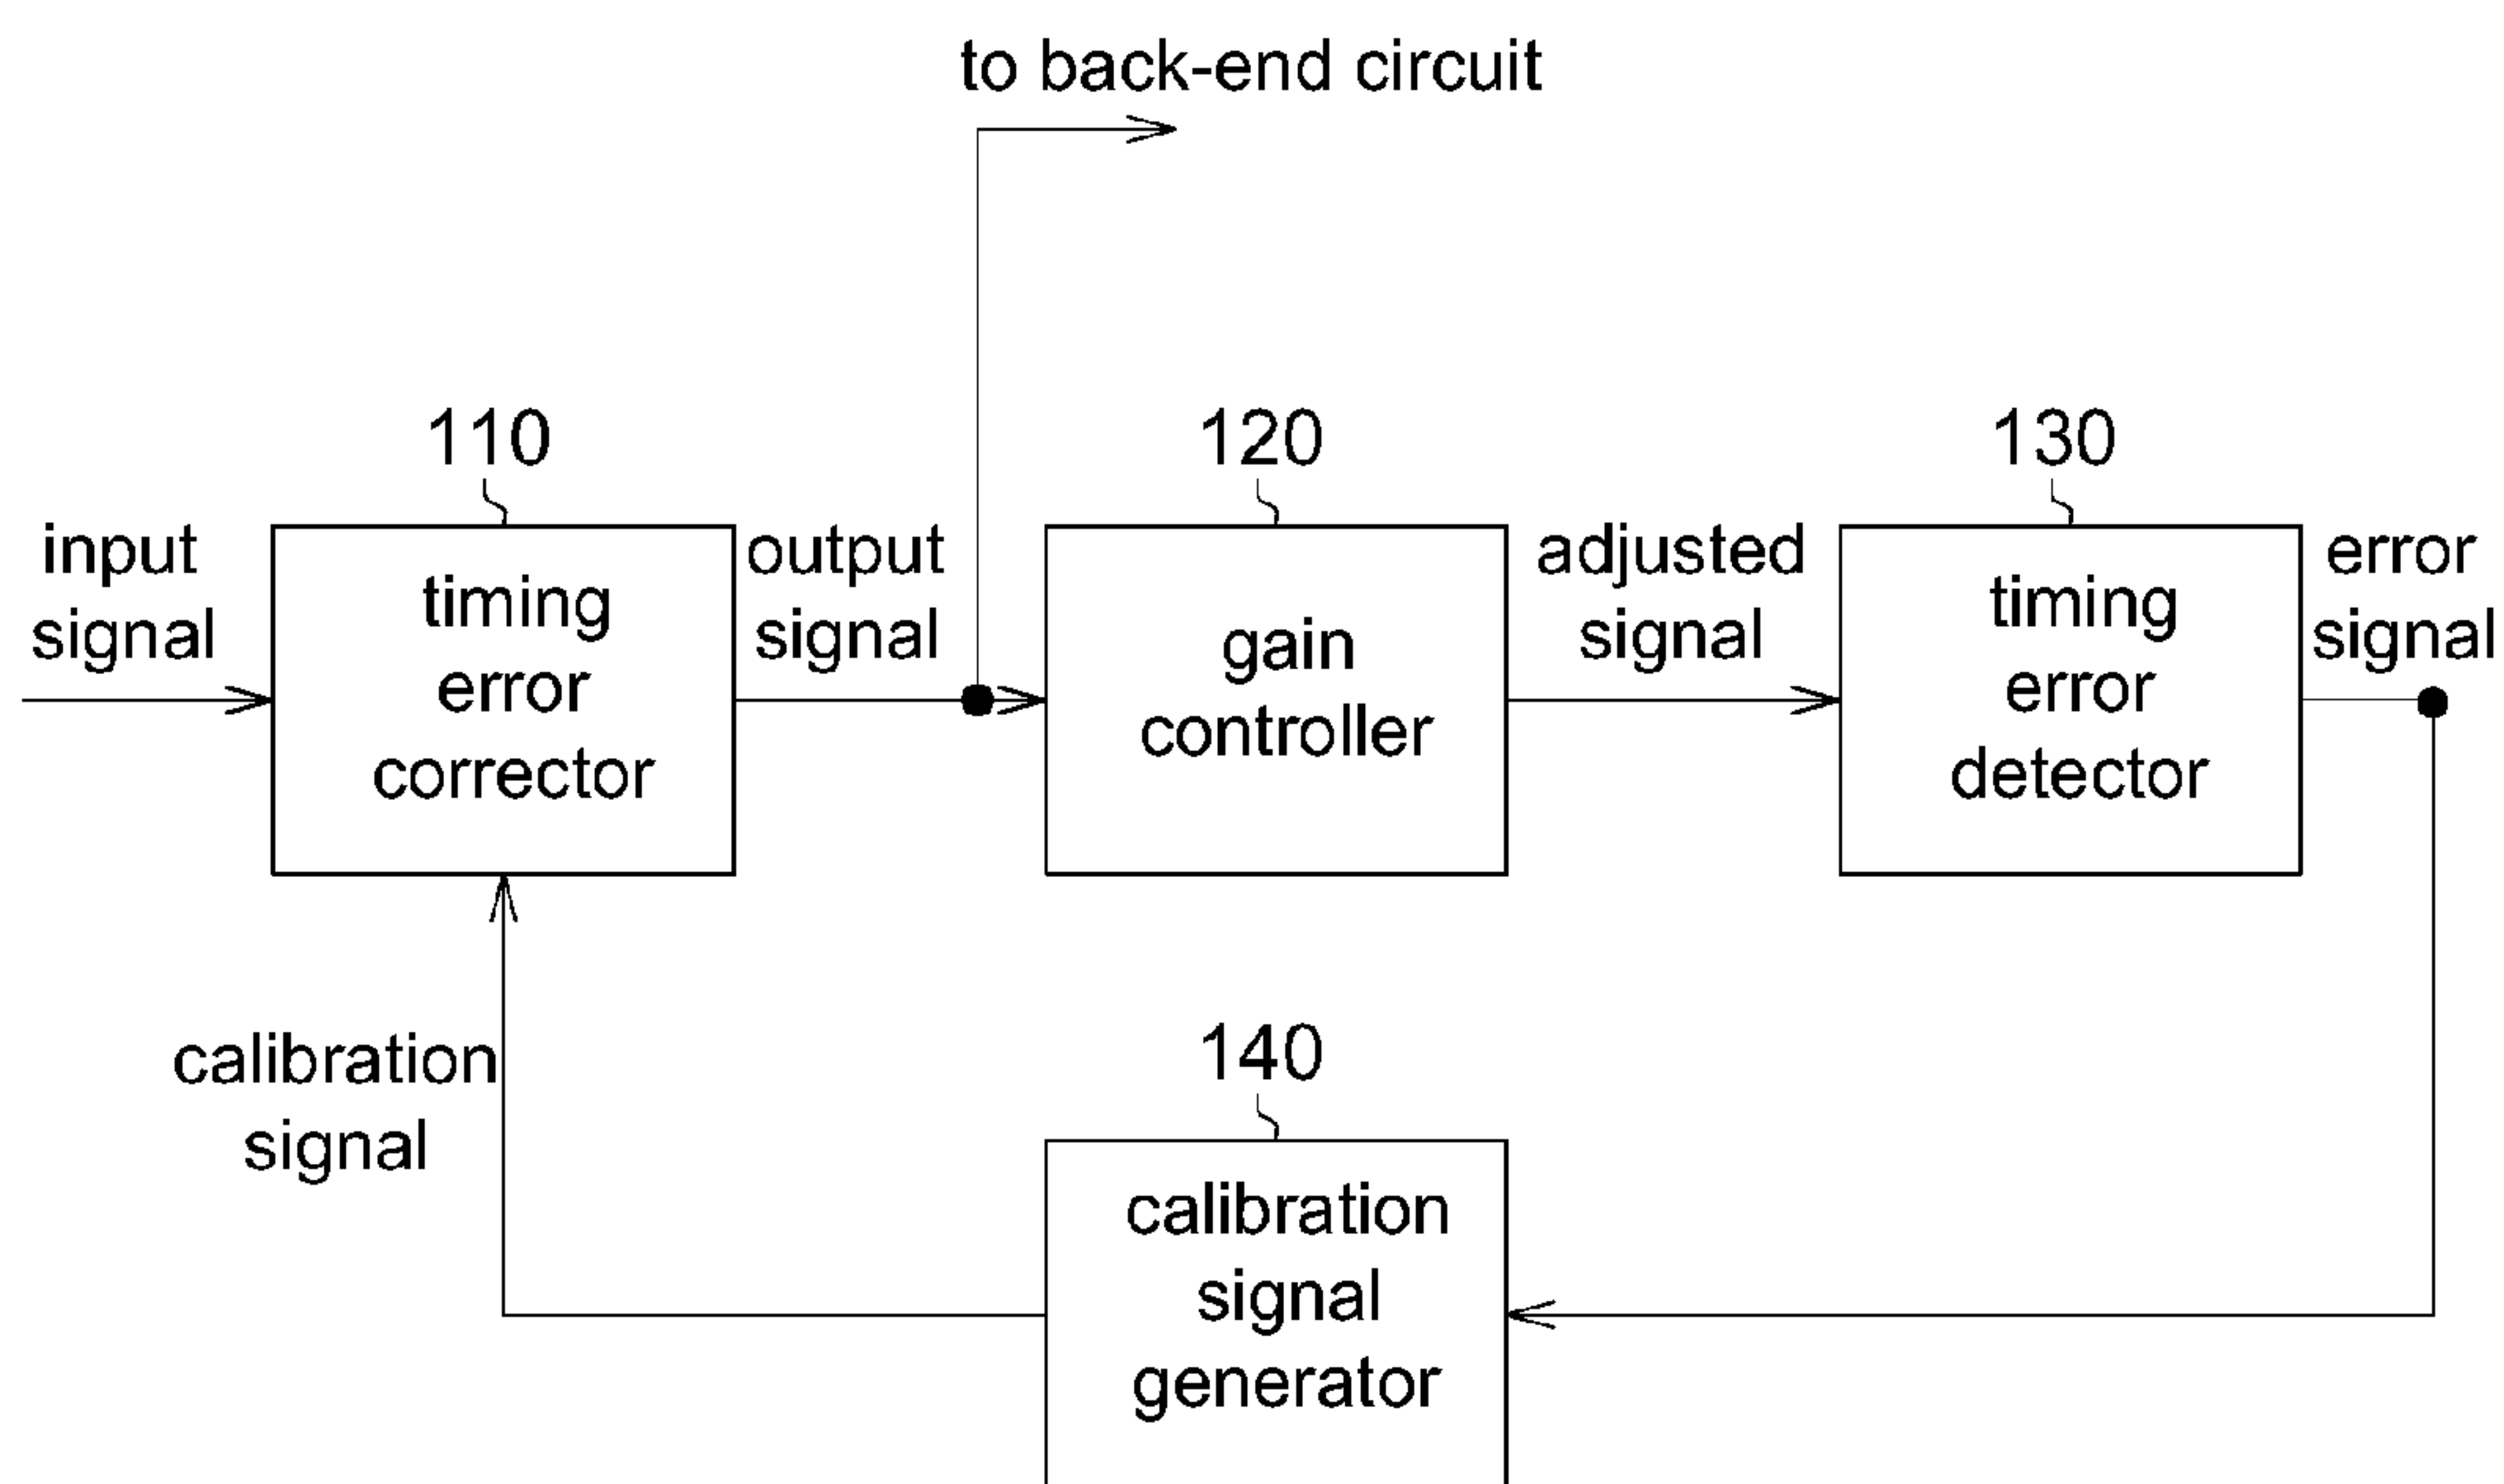 to back-end circuit
110
120
130
input
signal
timing
error
corrector
output
signal
gain
controller
adjusted
signal
timing
error
detector
error
signal
calibration
signal
140
calibration
signal
generator